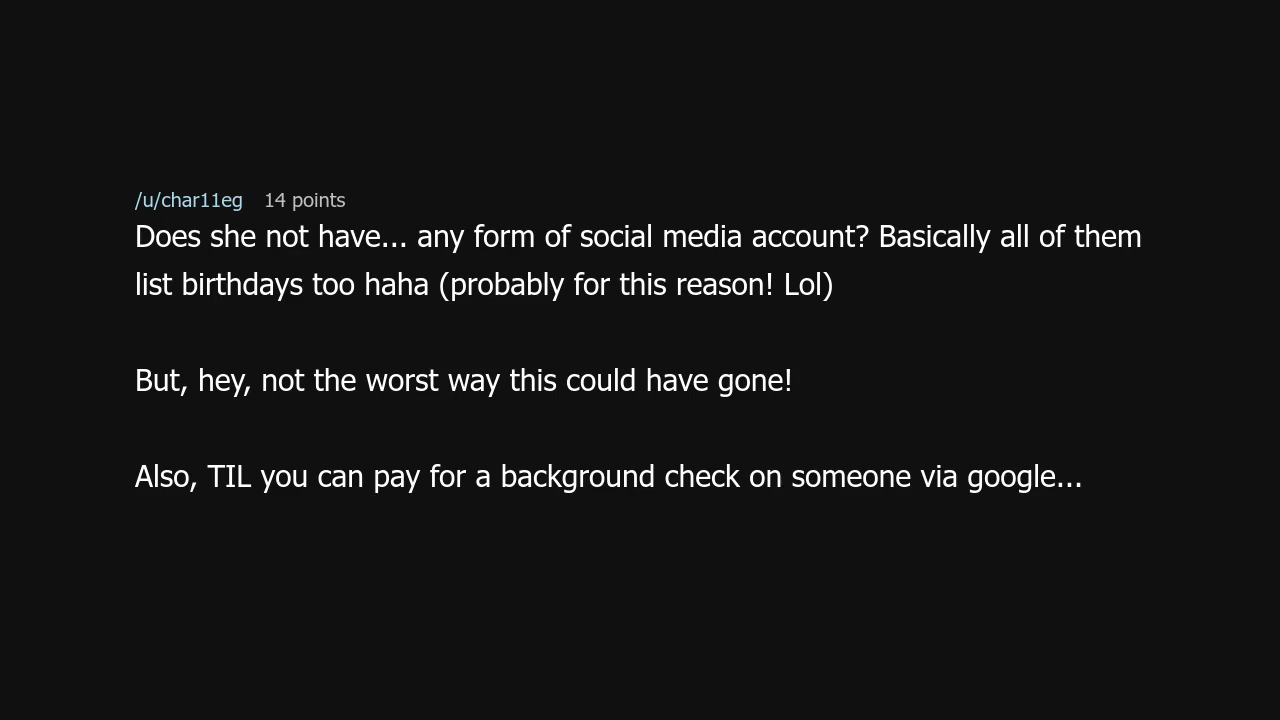 /u/char11eg 14 points
Does she not have... any form of social media account? Basically all of them
list birthdays too haha (probably for this reason! Lol)
But, hey, not the worst way this could have gone!
Also, TIL you can pay for a background check on someone via google...